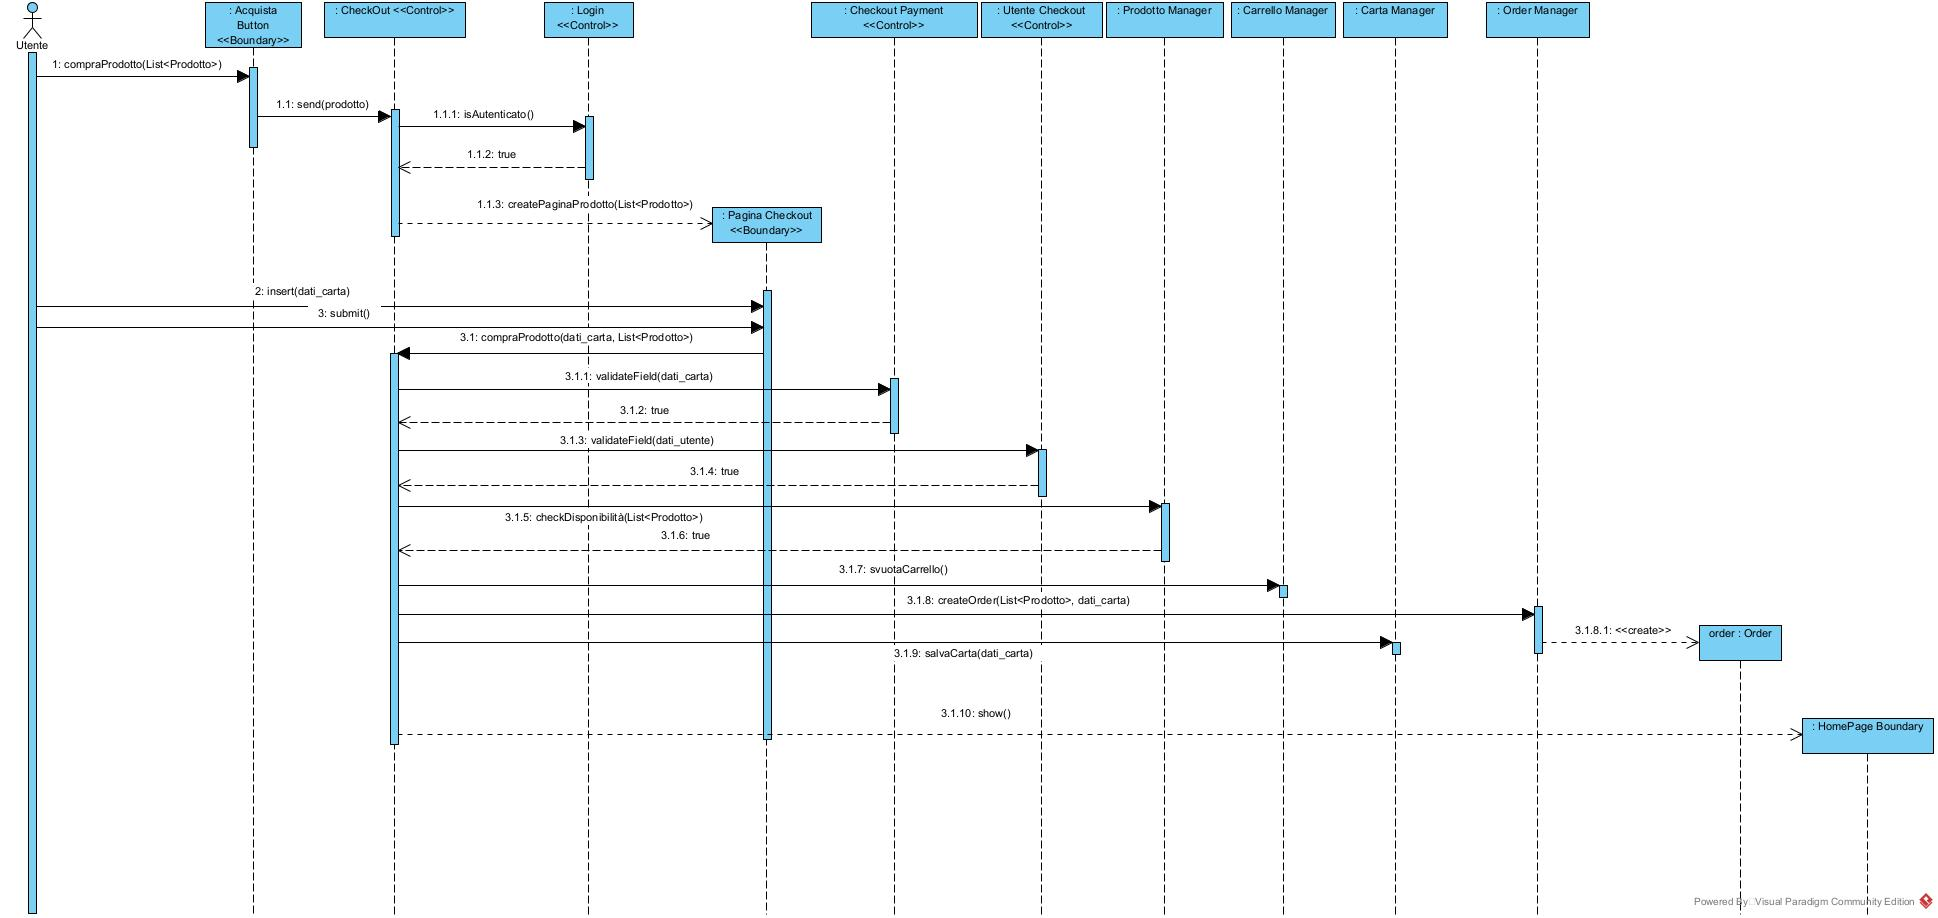 : Acquista
Button
<<Boundary>>
: CheckOut <<Control>>
: Login
<<Control>>
: Checkout Payment
<<Control>>
: Utente Checkout
<<Control>>
: Prodotto Manager
: Carrello Manager
: Carta Manager
: Order Manager
Utente
1: compraProdotto(List<Prodotto>)
1.1: send(prodotto)
1.1.1: isAutenticato()
1.1.2: true
1.1.3: createPaginaProdotto(List<Prodotto>)
: Pagina Checkout
<<Boundary>>
2: insert(dati_carta)
3: submit()
3.1: compraProdotto(dati_carta, List<Prodotto>)
3.1.1: validateField(dati_carta)
3.1.2: true
3.1.3: validateField(dati_utente)
3.1.4: true
3.1.5: checkDisponibilità(List<Prodotto>)
3.1.6: true
3.1.7: svuotaCarrello()
3.1.8: createOrder(List<Prodotto>, dati_carta)
3.1.8.1: <<create>>
order : Order
3.1.9: salvaCarta(dati_carta)
3.1.10: show()
: HomePage Boundary
Powered By Visual Paradigm Community Edition